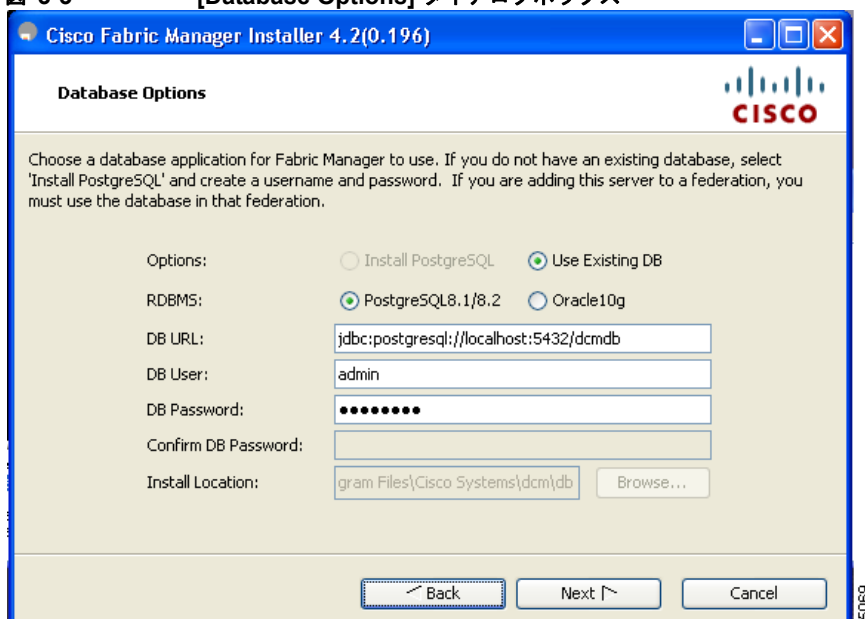 [Database Options] ダイアログボックス
Cisco Fabric Manager Installer 4.2(0.196)
Database Options
CISCO
Choose a database application for Fabric Manager to use. If you do not have an existing database, select
'Install PostgreSQL' and create a username and password. If you are adding this server to a federation, you
must use the database in that federation.
Options: Install PostgreSQL Use Existing DB
RDBMS: PostgreSQL8.1/8.2 Oracle10g
DB URL: jdbc:postgresql://localhost:5432/dcmdb
DB User: admin
DB Password: ●●●●●●●●
Confirm DB Password:
Install Location: gram Files\Cisco Systems\dcm\db Browse...
Back Next Cancel